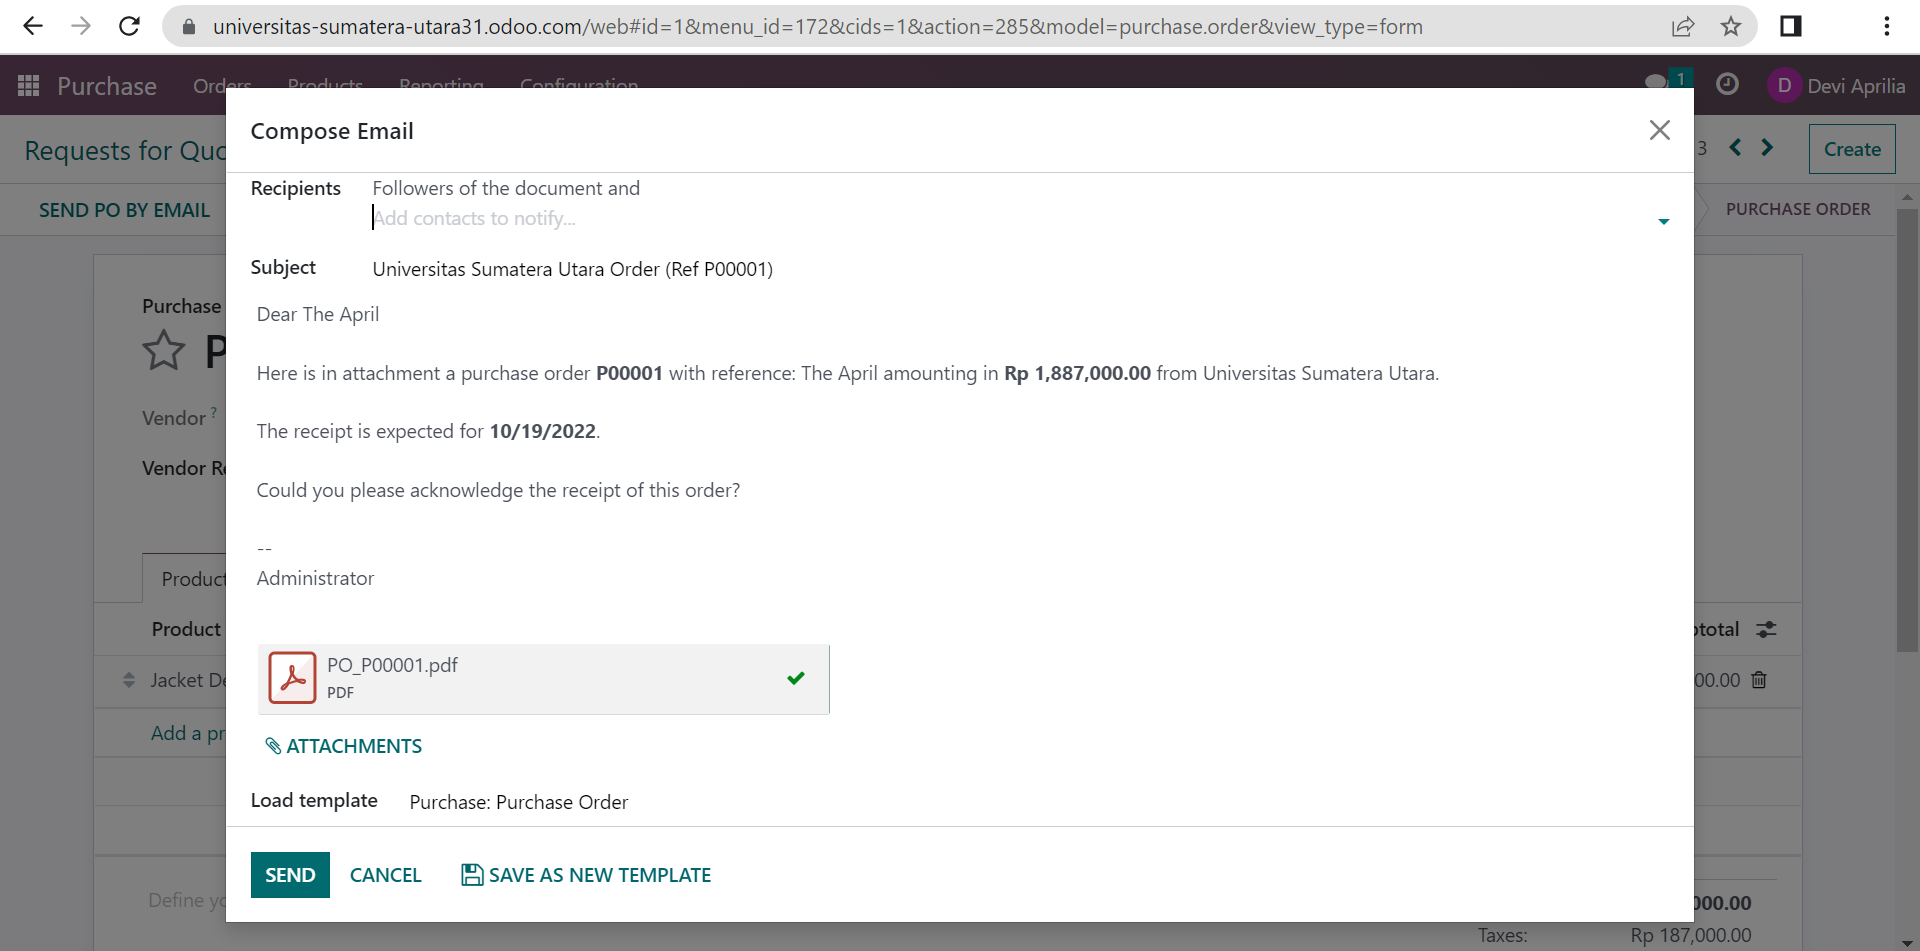 universitas-sumatera-utara31.odoo.com/web#id=1&menu_id=172&cids=1&action=285&model=purchase.order&view_type=form
Purchase Orders Products Reporting Configuration 1 D Devi Aprilia
Requests for Quo 3 Create
SEND PO BY EMAIL PURCHASE ORDER
Compose Email
Recipients Followers of the document and
Add contacts to notify...
Subject Universitas Sumatera Utara Order (Ref P00001)
Dear The April
Here is in attachment a purchase order P00001 with reference: The April amounting in Rp 1,887,000.00 from Universitas Sumatera Utara.
The receipt is expected for 10/19/2022.
Could you please acknowledge the receipt of this order?
--
Administrator
PO_P00001.pdf
PDF
ATTACHMENTS
Load template Purchase: Purchase Order
SEND CANCEL SAVE AS NEW TEMPLATE
Purchase
P
Vendor ?
Vendor Re
Product
Product ototal
Jacket De 00.00
Add a pr
Define yo 000.00
Taxes: Rp 187,000.00